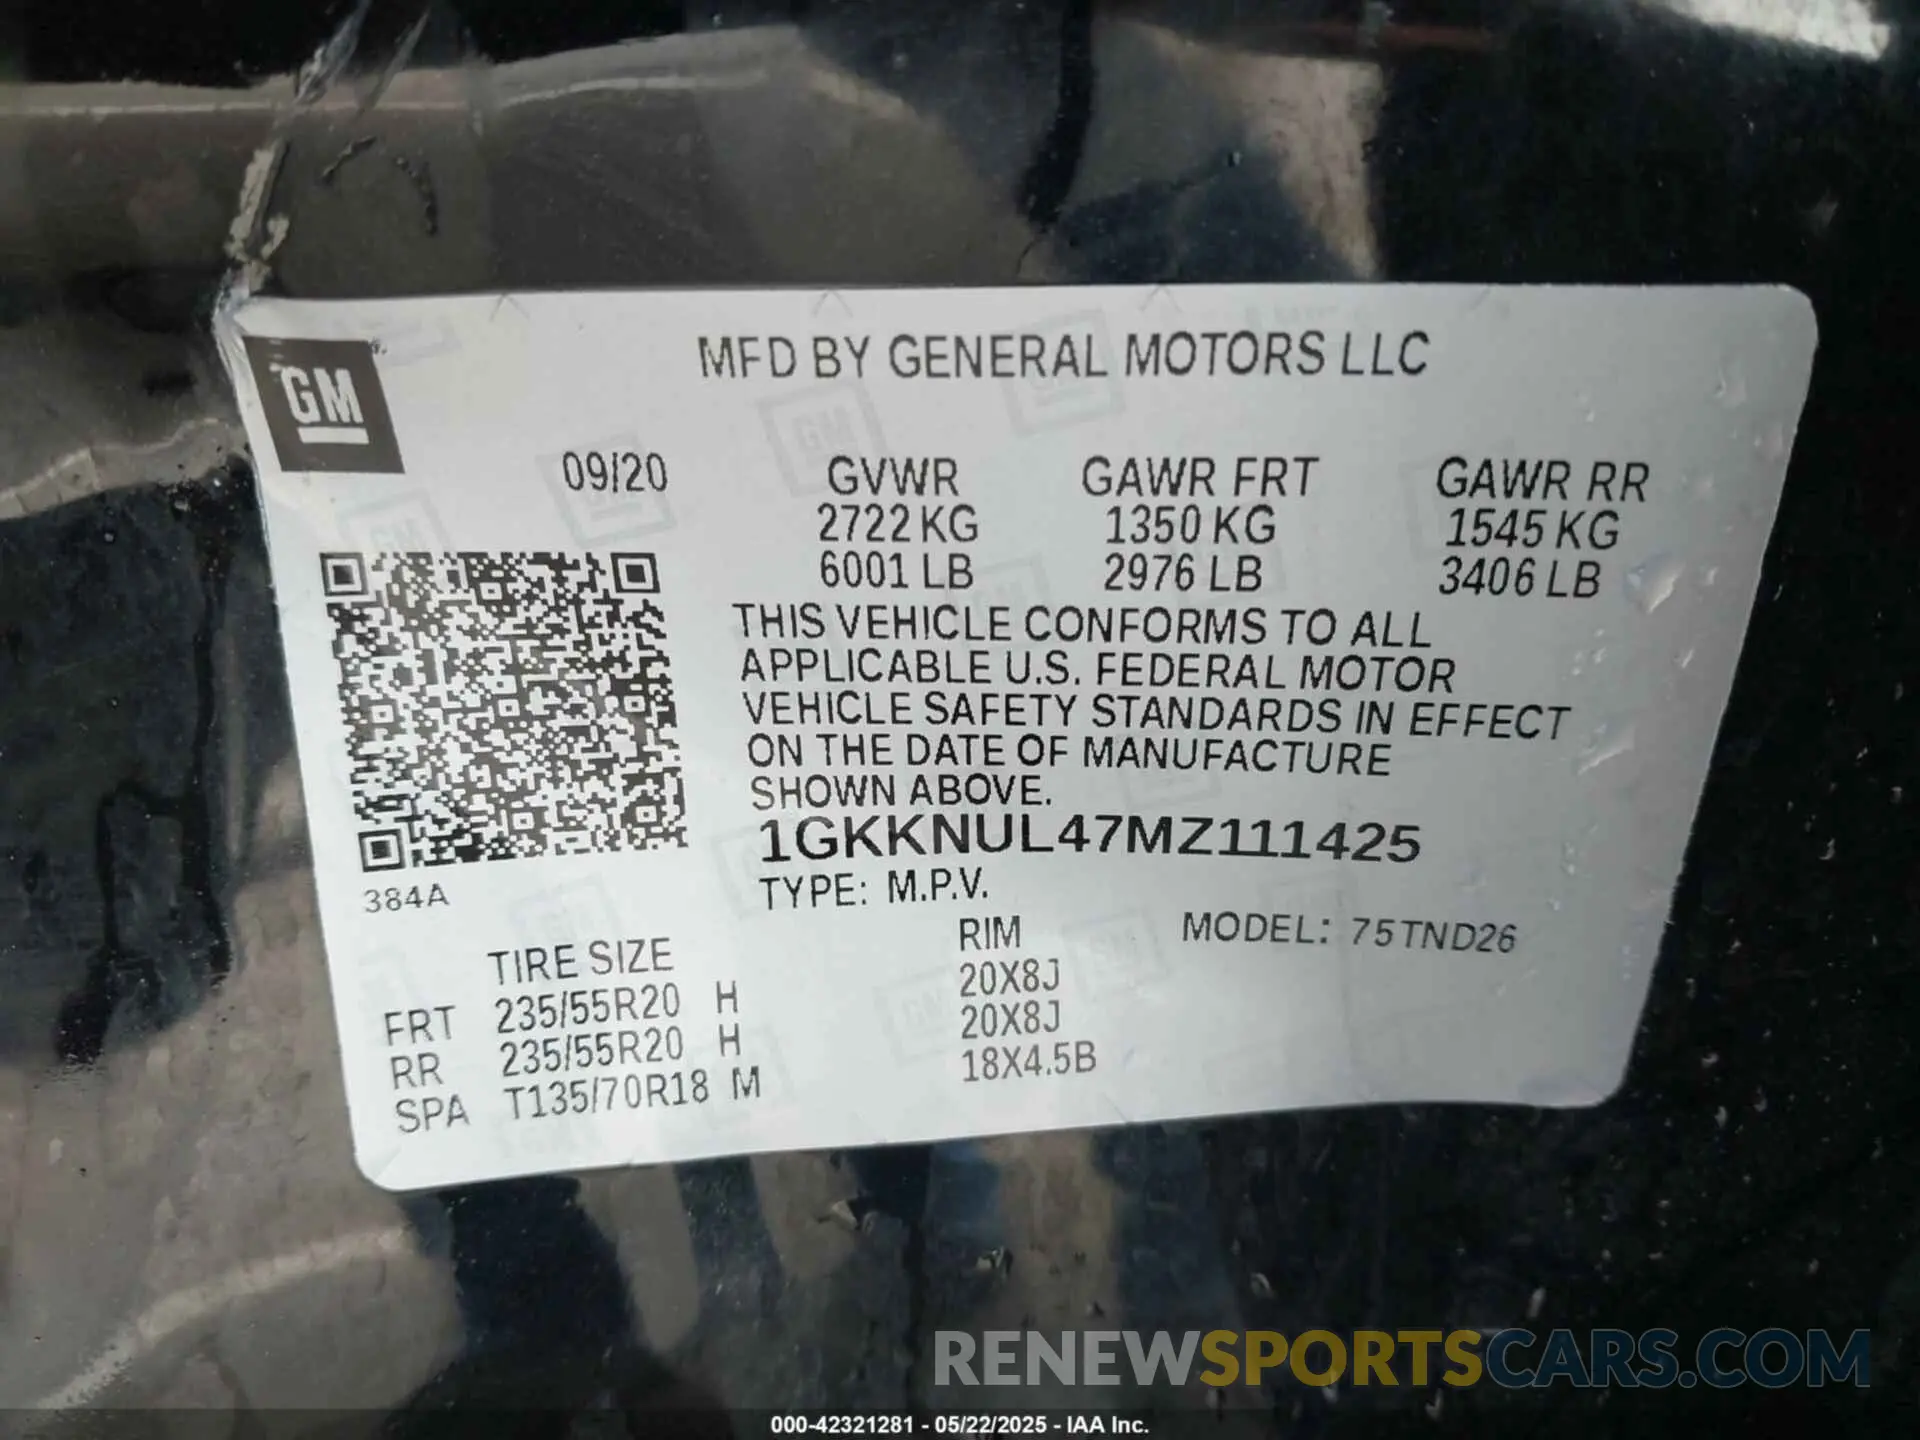 MFD BY GENERAL MOTORS LLC
GM
09/20 GVWR GAWR FRT GAWR RR
2722 KG 1350 KG 1545 KG
6001 LB 2976 LB 3406 LB
THIS VEHICLE CONFORMS TO ALL
APPLICABLE U.S. FEDERAL MOTOR
VEHICLE SAFETY STANDARDS IN EFFECT
ON THE DATE OF MANUFACTURE
SHOWN ABOVE.
1GKKNUL47MZ111425
384A
TYPE: M.P.V.
MODEL: 75TND26
TIRE SIZE RIM
FRT 235/55R20 H 20X8J
RR 235/55R20 H 20X8J
SPA T135/70R18 M 18X4.5B
RENEWSPORTSCARS.COM
000-42321281 - 05/22/2025 - IAA Inc.